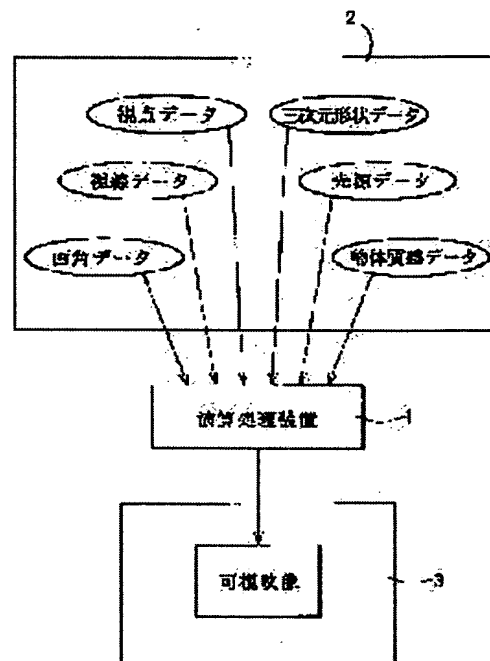 2
視点データ
三次元形状データ
視線データ
光源データ
画角データ
物体質感データ
演算処理装置
1
可視映像
3